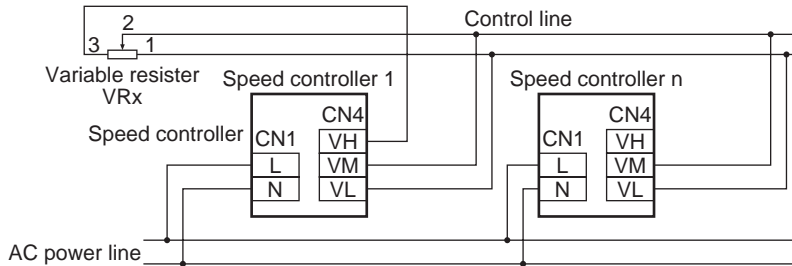 2
Control line
3
1
Variable resister
VRx
Speed controller 1
Speed controller n
Speed controller
CN1
CN4
VH
L
VM
N
VL
CN1
CN4
VH
L
VM
N
VL
AC power line